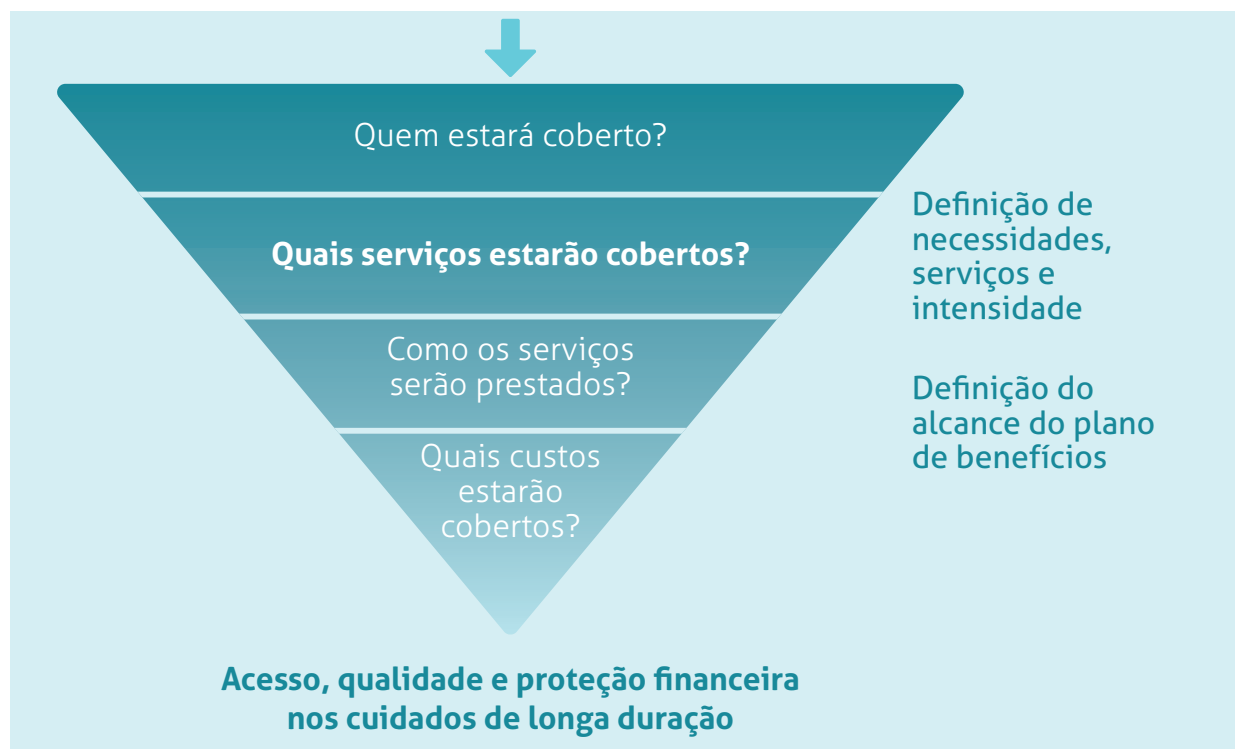 Quem estará coberto?
Quais serviços estarão cobertos?
Como os serviços
serão prestados?
Quais custos
estarão
cobertos?
Definição de
necessidades,
serviços e
intensidade
Definição do
alcance do plano
de benefícios
Acesso, qualidade e proteção financeira
nos cuidados de longa duração